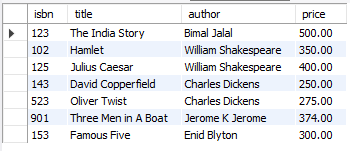 isbn title author price
123 The India Story Bimal Jalal 500.00
102 Hamlet William Shakespeare 350.00
125 Julius Caesar William Shakespeare 400.00
143 David Copperfield Charles Dickens 250.00
523 Oliver Twist Charles Dickens 275.00
901 Three Men in A Boat Jerome K Jerome 374.00
153 Famous Five Enid Blyton 300.00